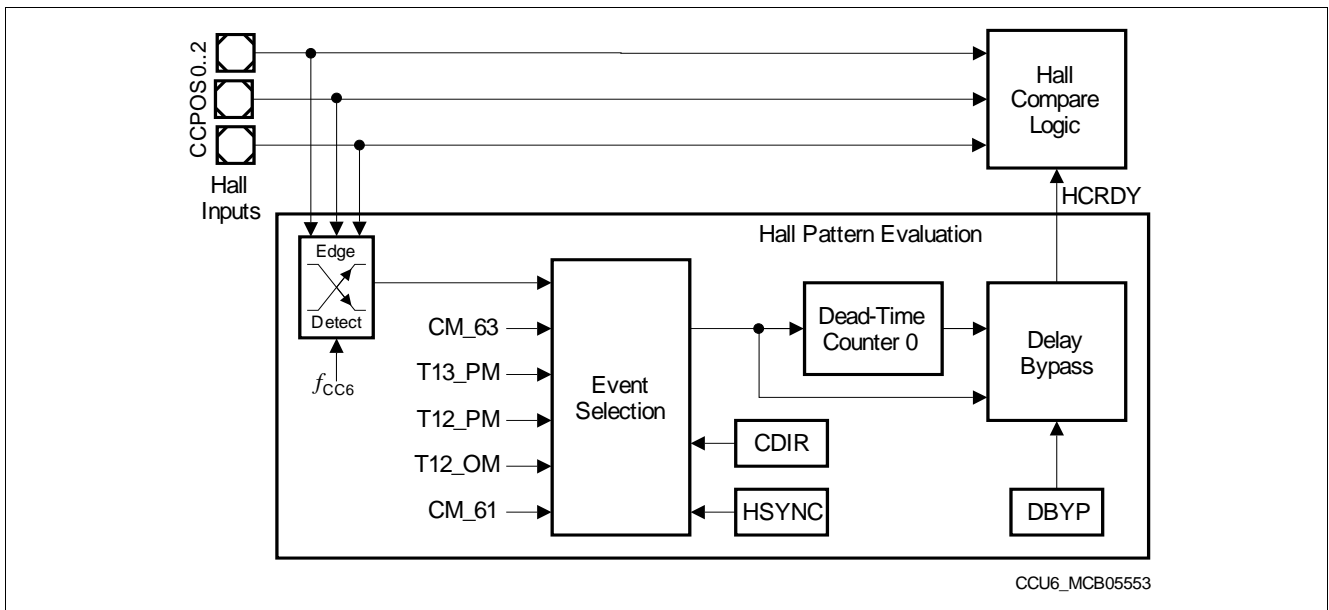 CCPOS0..2
Hall
Inputs
Hall
Compare
Logic
HCRDY
Hall Pattern Evaluation
Edge
Detect
fCC6
CM_63
T13_PM
T12_PM
T12_OM
CM_61
Event
Selection
Dead-Time
Counter 0
Delay
Bypass
CDIR
HSYNC
DBYP
CCU6_MCB05553